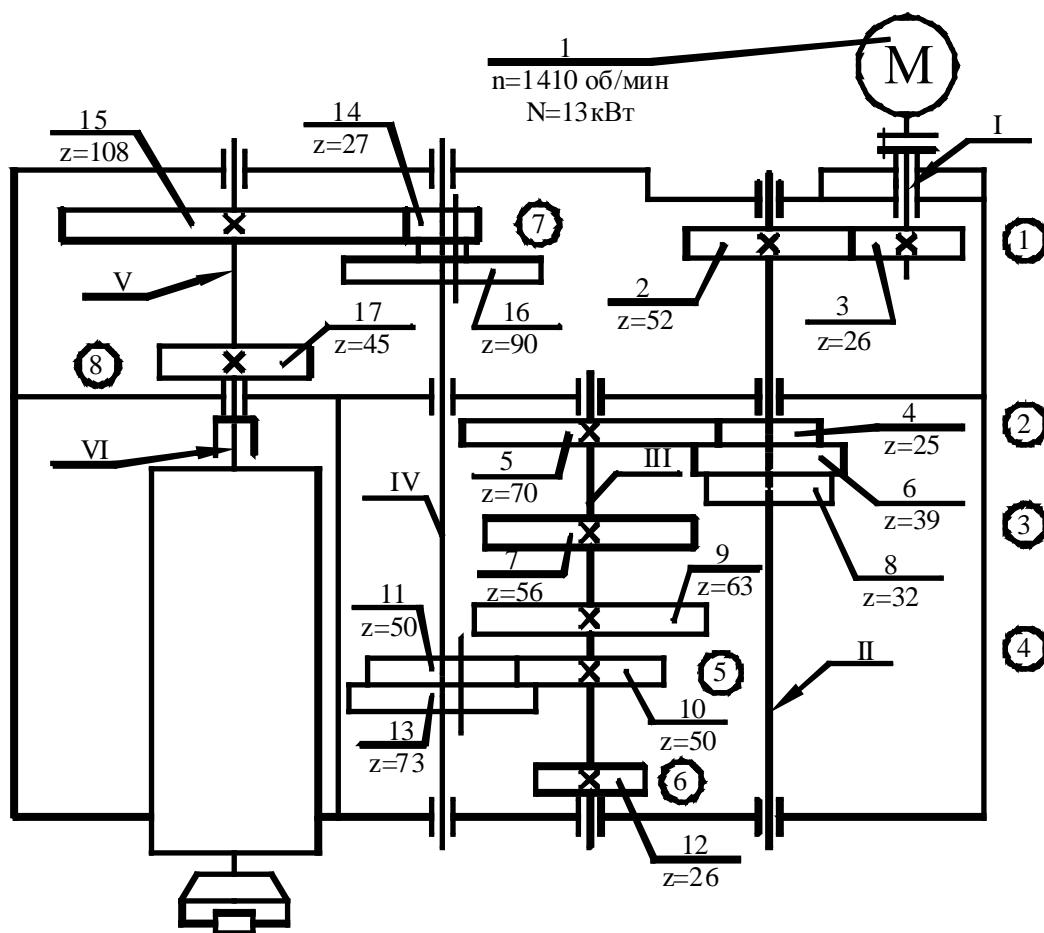 1
n=1410 об/мин
N=13кВт
M
I
15
z=108
14
z=27
7
1
V
2
z=52
3
z=26
17
z=45
16
z=90
8
4
z=25
2
VI
5
z=70
III
6
z=39
IV
3
7
z=56
9
z=63
8
z=32
11
z=50
4
II
5
13
z=73
10
z=50
6
12
z=26